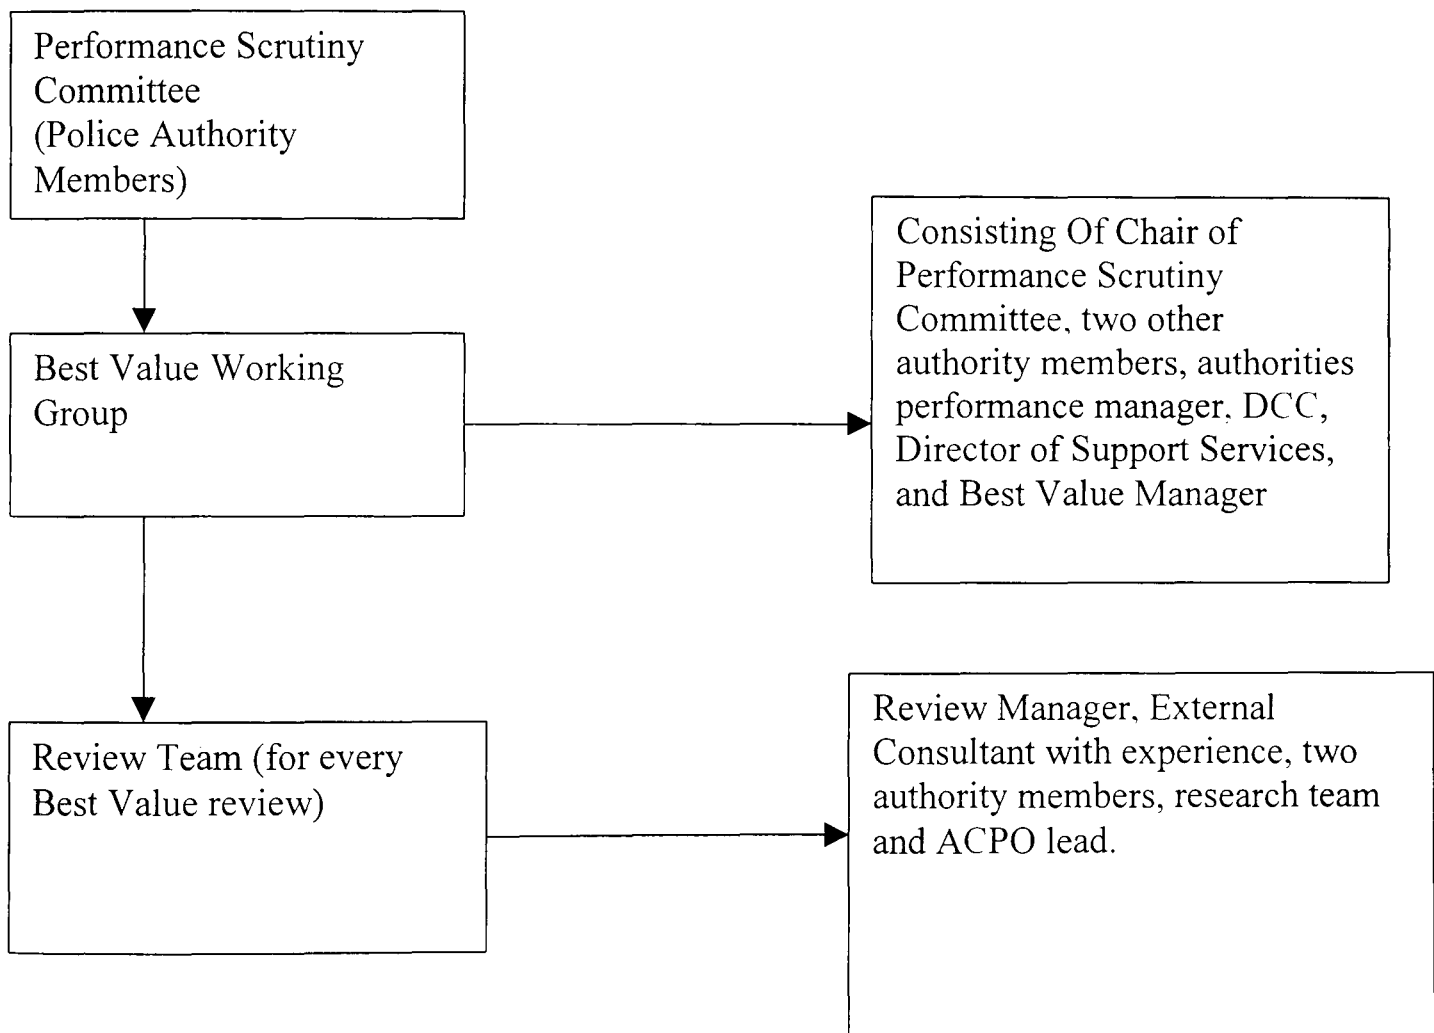 Performance Scrutiny
Committee
(Police Authority
Members)
Consisting Of Chair of
Performance Scrutiny
Committee, two other
authority members, authorities
performance manager, DCC,
Director of Support Services,
and Best Value Manager
Best Value Working
Group
Review Manager, External
Consultant with experience, two
authority members, research team
and ACPO lead.
Review Team (for every
Best Value review)